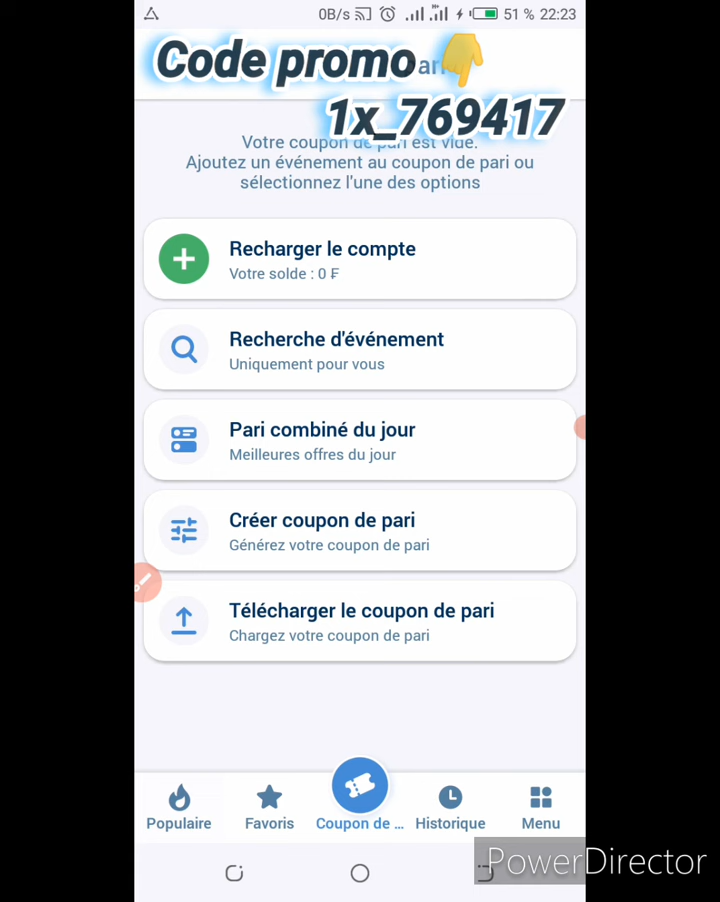 0B/s 51 % 22:23
Code promo
1x_769417
Votre coupon de pari est vide.
Ajoutez un événement au coupon de pari ou
sélectionnez l'une des options
Recharger le compte
Votre solde : 0 ₣
Recherche d'événement
Uniquement pour vous
Pari combiné du jour
Meilleures offres du jour
Créer coupon de pari
Générez votre coupon de pari
Télécharger le coupon de pari
Chargez votre coupon de pari
Populaire
Favoris
Coupon de ...
Historique
Menu
PowerDirector